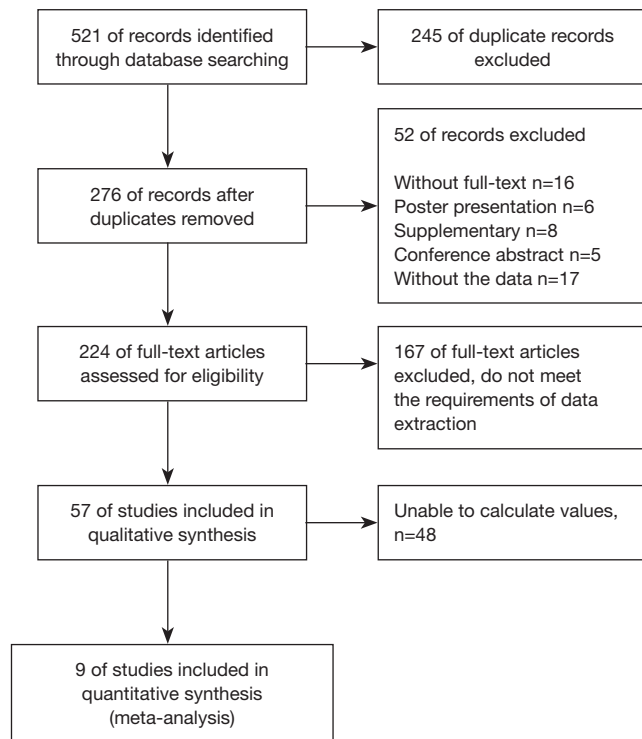 521 of records identified
through database searching
245 of duplicate records
excluded
276 of records after
duplicates removed
52 of records excluded
Without full-text n=16
Poster presentation n=6
Supplementary n=8
Conference abstract n=5
Without the data n=17
224 of full-text articles
assessed for eligibility
167 of full-text articles
excluded, do not meet
the requirements of data
extraction
57 of studies included in
qualitative synthesis
Unable to calculate values,
n=48
9 of studies included in
quantitative synthesis
(meta-analysis)